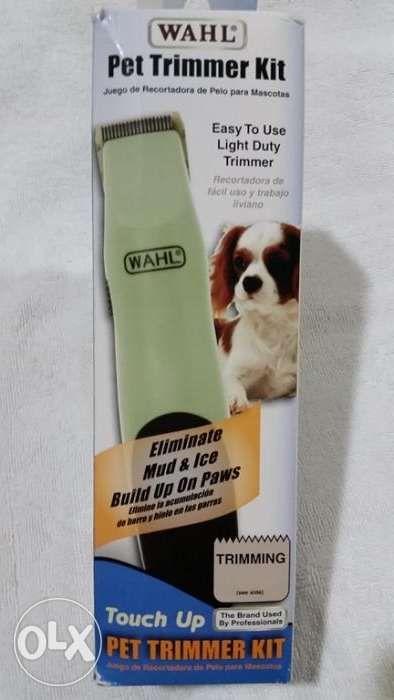 WAHL®
Pet Trimmer Kit
Juego de Recortadora de Pelo para Mascotas
Easy To Use
Light Duty
Trimmer
Recortadora de
fácil uso y trabajo
liviano
WAHL®
Eliminate
Mud & Ice
Build Up On Paws
Elimine la acumulación
de barro y hielo en las garras
TRIMMING
(see side)
Touch Up
The Brand Used
By Professionals
PET TRIMMER KIT
Juego de Recortadora de Pelo para Mascotas
OLX